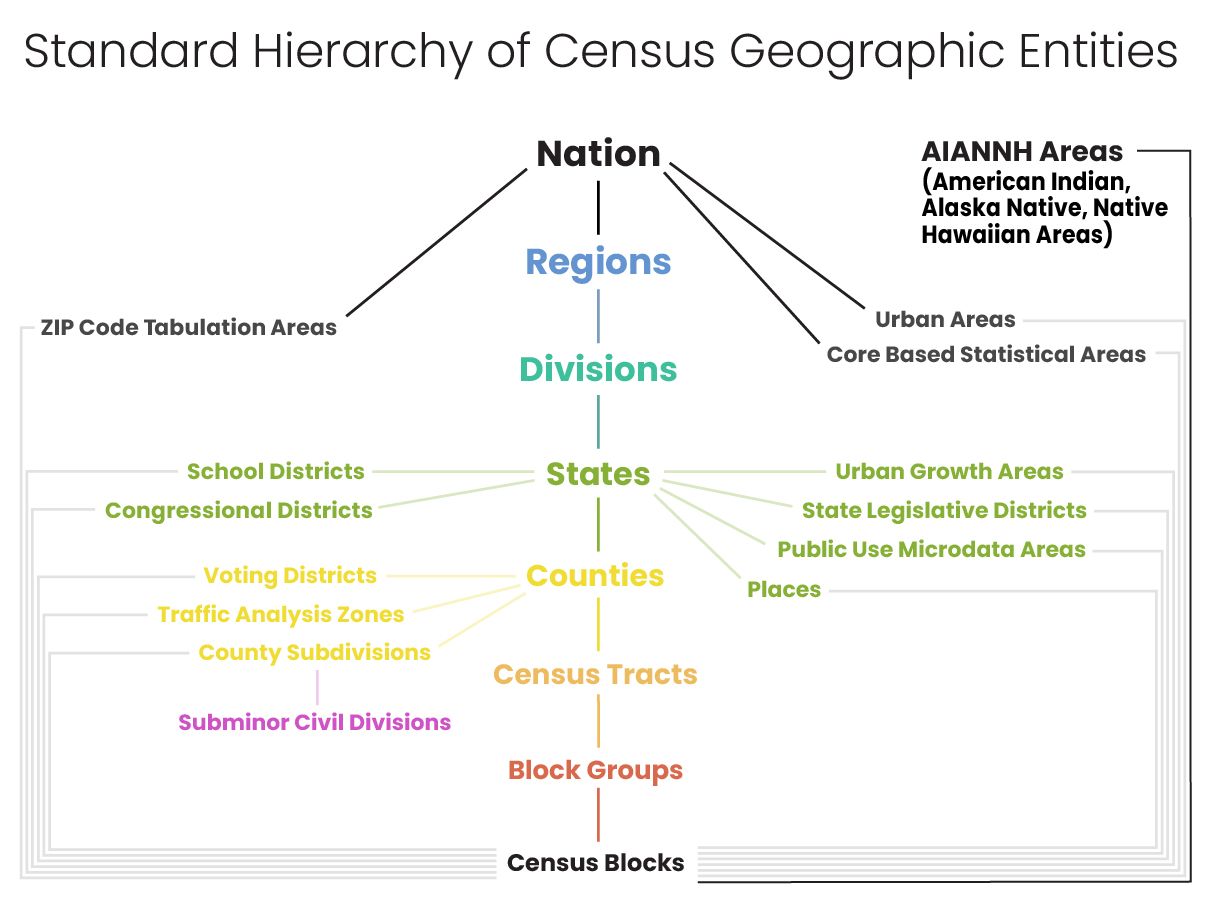 Standard Hierarchy of Census Geographic Entities
Nation
AIANNH Areas
(American Indian,
Alaska Native, Native
Hawaiian Areas)
Regions
ZIP Code Tabulation Areas
Urban Areas
Core Based Statistical Areas
Divisions
School Districts
States
Urban Growth Areas
Congressional Districts
State Legislative Districts
Public Use Microdata Areas
Voting Districts
Counties
Places
Traffic Analysis Zones
County Subdivisions
Census Tracts
Subminor Civil Divisions
Block Groups
Census Blocks